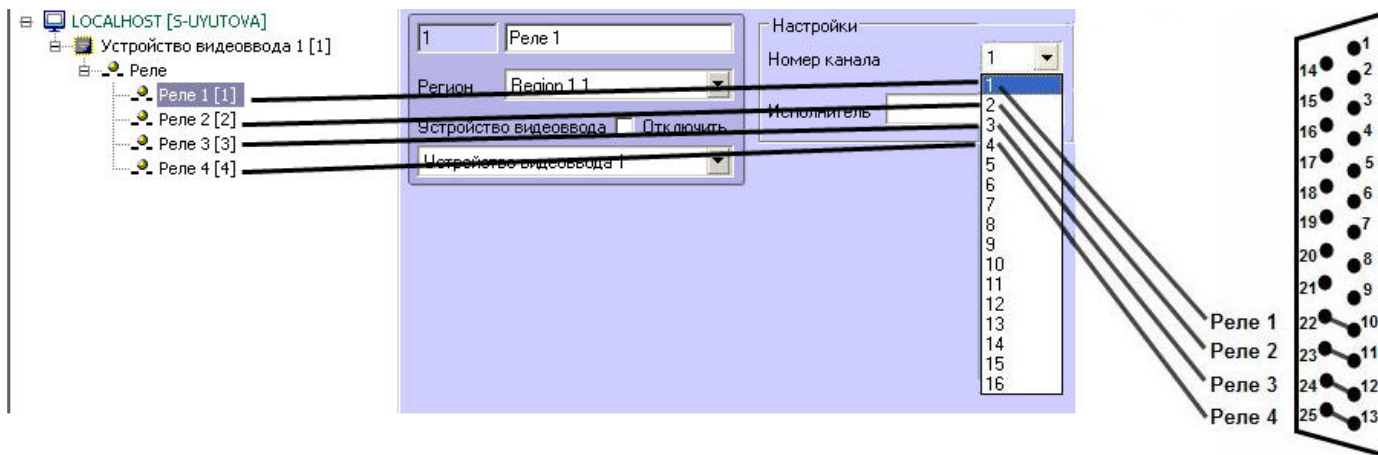 LOCALHOST [S-UYUTOVA]
Устройство видеоввода 1 [1]
Реле
Реле 1 [1]
Реле 2 [2]
Реле 3 [3]
Реле 4 [4]
1
Реле 1
Регион
Region 1.1
Устройство видеоввода
Отключить
Устройство видеоввода 1
Настройки
Номер канала
1
Исполнитель
1
2
3
4
5
6
7
8
9
10
11
12
13
14
15
16
Реле 1
Реле 2
Реле 3
Реле 4
1
14
2
15
3
16
4
17
5
18
6
19
7
20
8
21
9
22
10
23
11
24
12
25
13